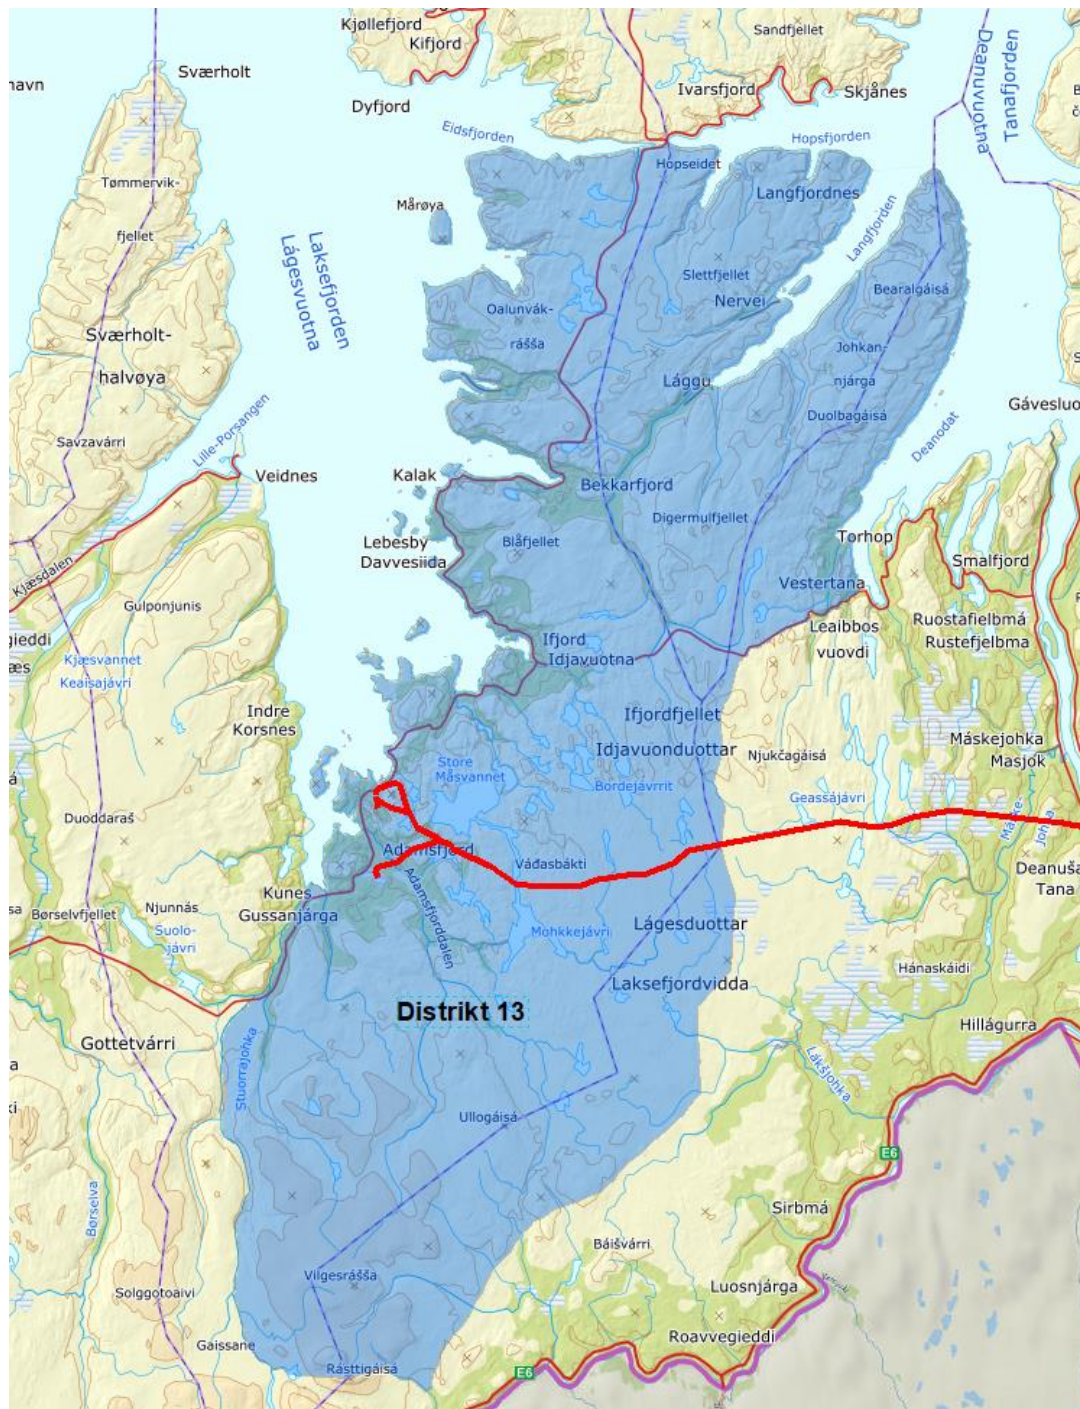 Kjøllefjord
Kifjord
Sandfjellet
Sværholt
Dyfjord
Ivarsfjord
Skjånes
Deanuvuotna
Tanafjorden
Eidsfjorden
Hopsfjorden
Hopseidet
Tømmervik-
fjellet
Mårøya
Langfjordnes
Langfjorden
Laksefjorden
Lágesvuotna
Slettfjellet
Nervei
Bearalgáisá
Oalunvák-
rášša
Sværholt-
halvøya
Johkan-
njárga
Lággu
Duolbagáisá
Gávesluo
Deanodat
Lille-Porsangen
Savzavárri
Veidnes
Kalak
Bekkarfjord
Digermulfjellet
Blåfjellet
Lebesby
Davvesiida
Torhop
Smalfjord
Kjæsdalen
Vestertana
Gulponjunis
Leaibbos
vuovdi
Ruostafielbmá
Rustefjelbma
Ifjord
Idjavuotna
Kjæsvannet
Keaisajávri
Indre
Korsnes
Ifjordfjellet
Idjavuonduottar
Njukčagáisá
Máskejohka
Masjok
Store
Måsvannet
Bordejávrrit
Geassájávri
Máske-
johka
Duoddaraš
Adamsfjord
Váđasbákti
Deanuša
Tana
Adamsfjorddalen
Kunes
Gussanjárga
Børselvfjellet
Njunnás
Suolo-
jávri
Mohkkejávri
Lágesduottar
Hánaskáidi
Laksefjordvidda
Distrikt 13
Hillágurra
Gottetvárri
Lákšjohka
Stuorrajohka
Ullogáisá
E6
Børselva
Sirbmá
Báišvárri
Vilgesrášša
Luosnjárga
Solggotoaivi
Roavvegieddi
Gaissane
Rásttigáisá
E6